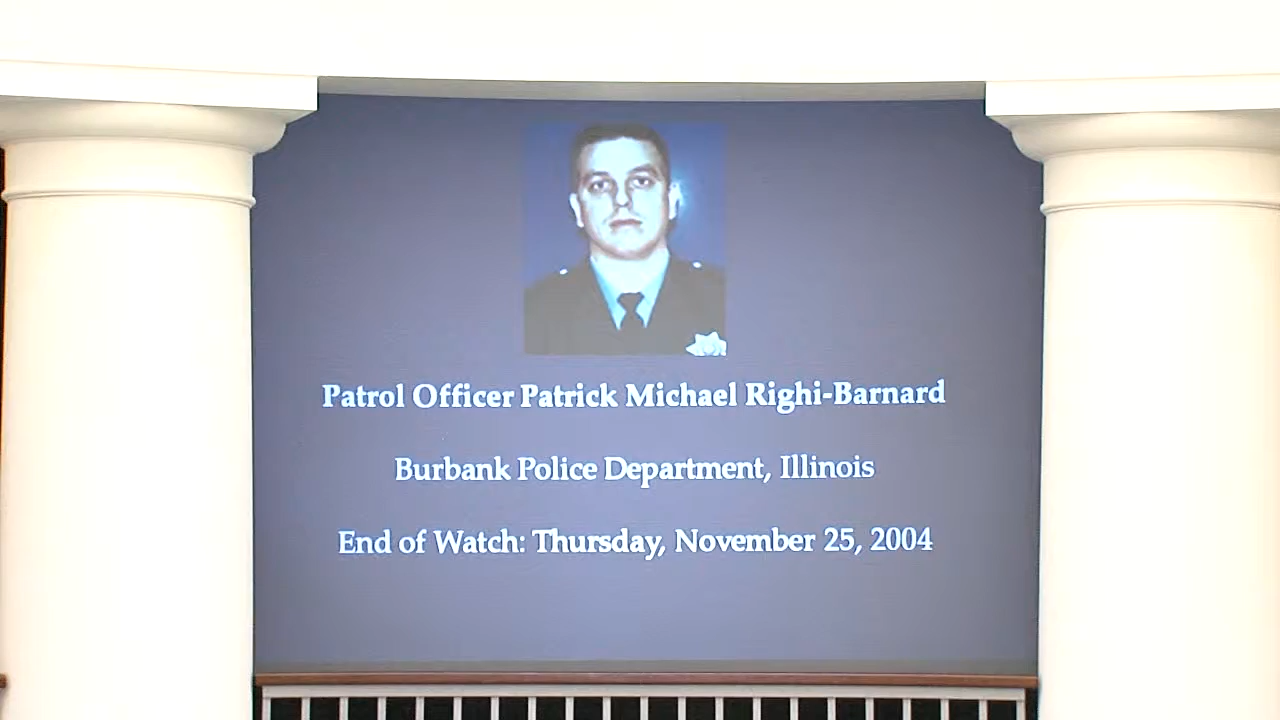 Patrol Officer Patrick Michael Righi-Barnard
Burbank Police Department, Illinois
End of Watch: Thursday, November 25, 2004